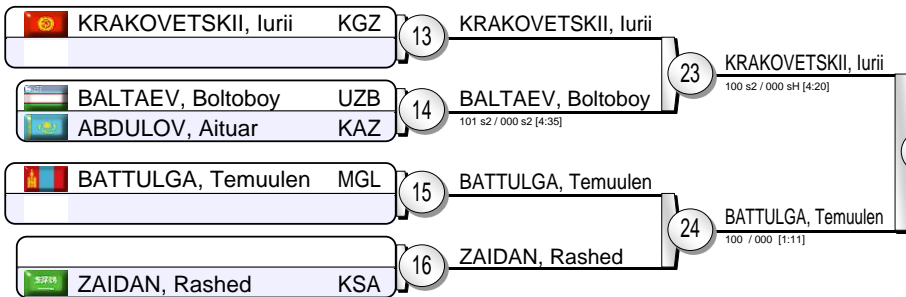 KRAKOVETSKII, Iurii KGZ
13
KRAKOVETSKII, Iurii
23
KRAKOVETSKII, Iurii
100 s2 / 000 sH [4:20]
BALTAEV, Boltoboy UZB
ABDULOV, Aituar KAZ
14
BALTAEV, Boltoboy
101 s2 / 000 s2 [4:35]
BATTULGA, Temuulen MGL
15
BATTULGA, Temuulen
24
BATTULGA, Temuulen
100 / 000 [1:11]
ZAIDAN, Rashed KSA
16
ZAIDAN, Rashed